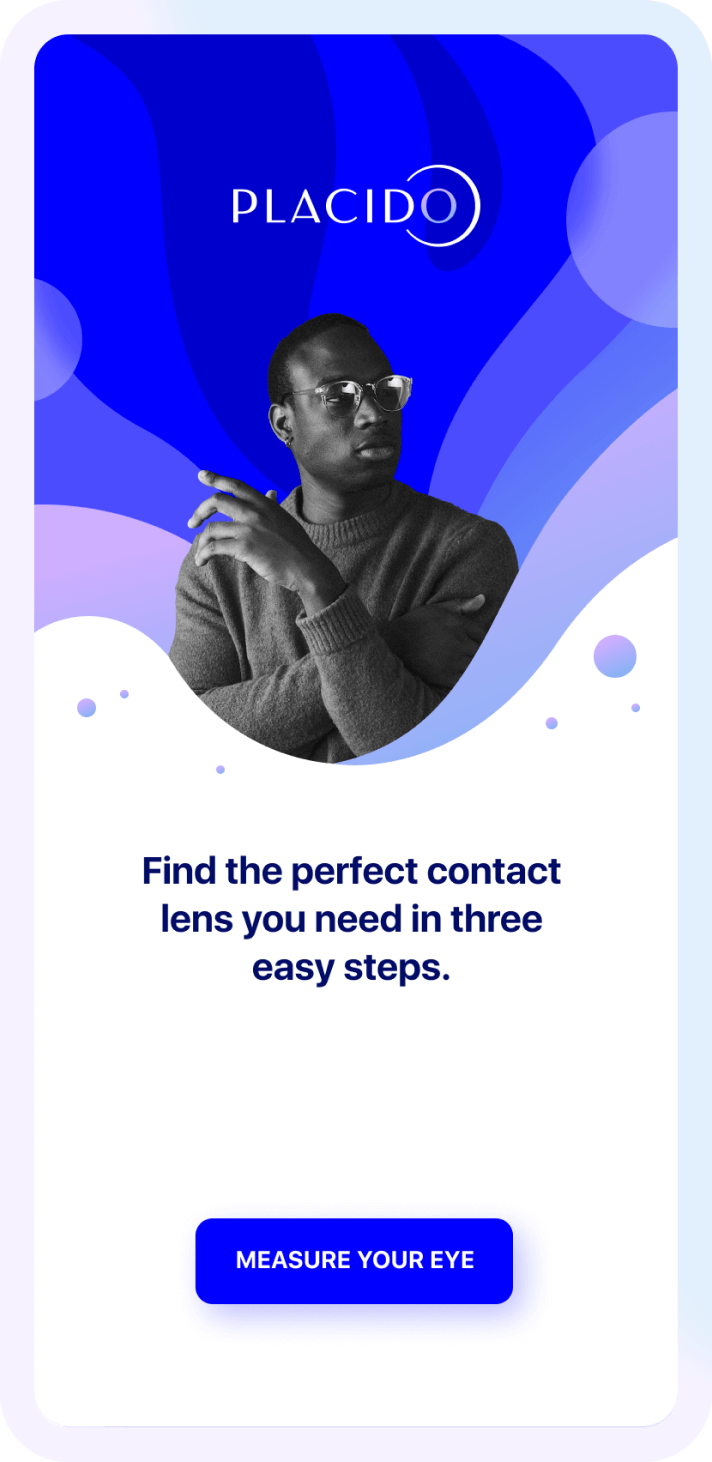 PLACIDO
Find the perfect contact
lens you need in three
easy steps.
MEASURE YOUR EYE